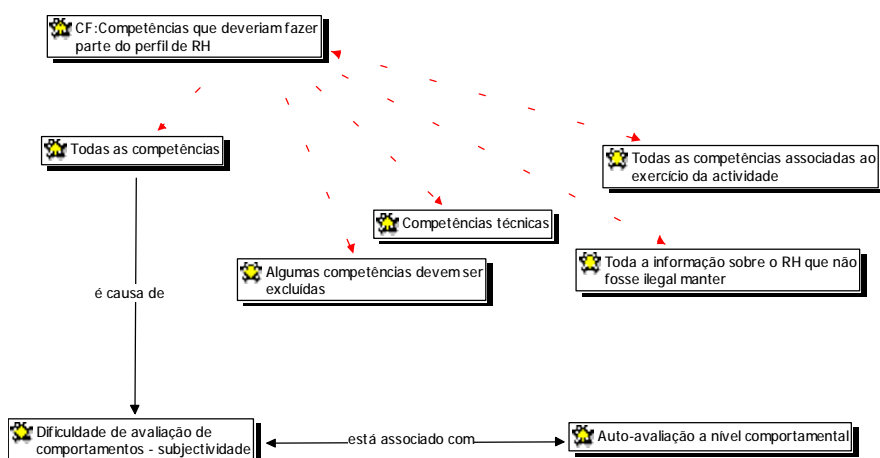 CF:Competências que deveriam fazer
parte do perfil de RH
Todas as competências
Todas as competências associadas ao
exercício da actividade
Competências técnicas
Algumas competências devem ser
excluídas
Toda a informação sobre o RH que não
fosse ilegal manter
é causa de
Dificuldade de avaliação de
comportamentos - subjectividade
está associado com
Auto-avaliação a nível comportamental